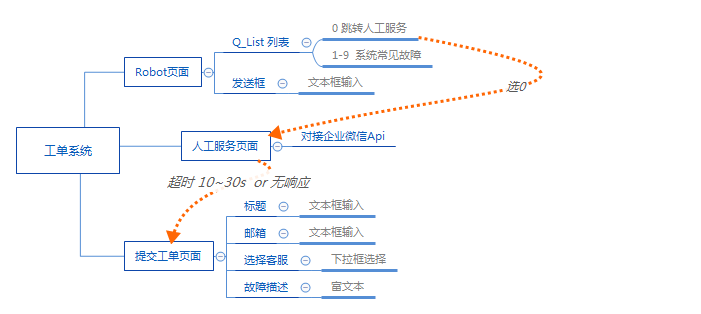 0 跳转人工服务
Q_List 列表
1-9 系统常见故障
Robot页面
发送框
文本框输入
选0
工单系统
人工服务页面
对接企业微信Api
超时 10~30s or 无响应
标题
文本框输入
邮箱
文本框输入
提交工单页面
选择客服
下拉框选择
故障描述
富文本